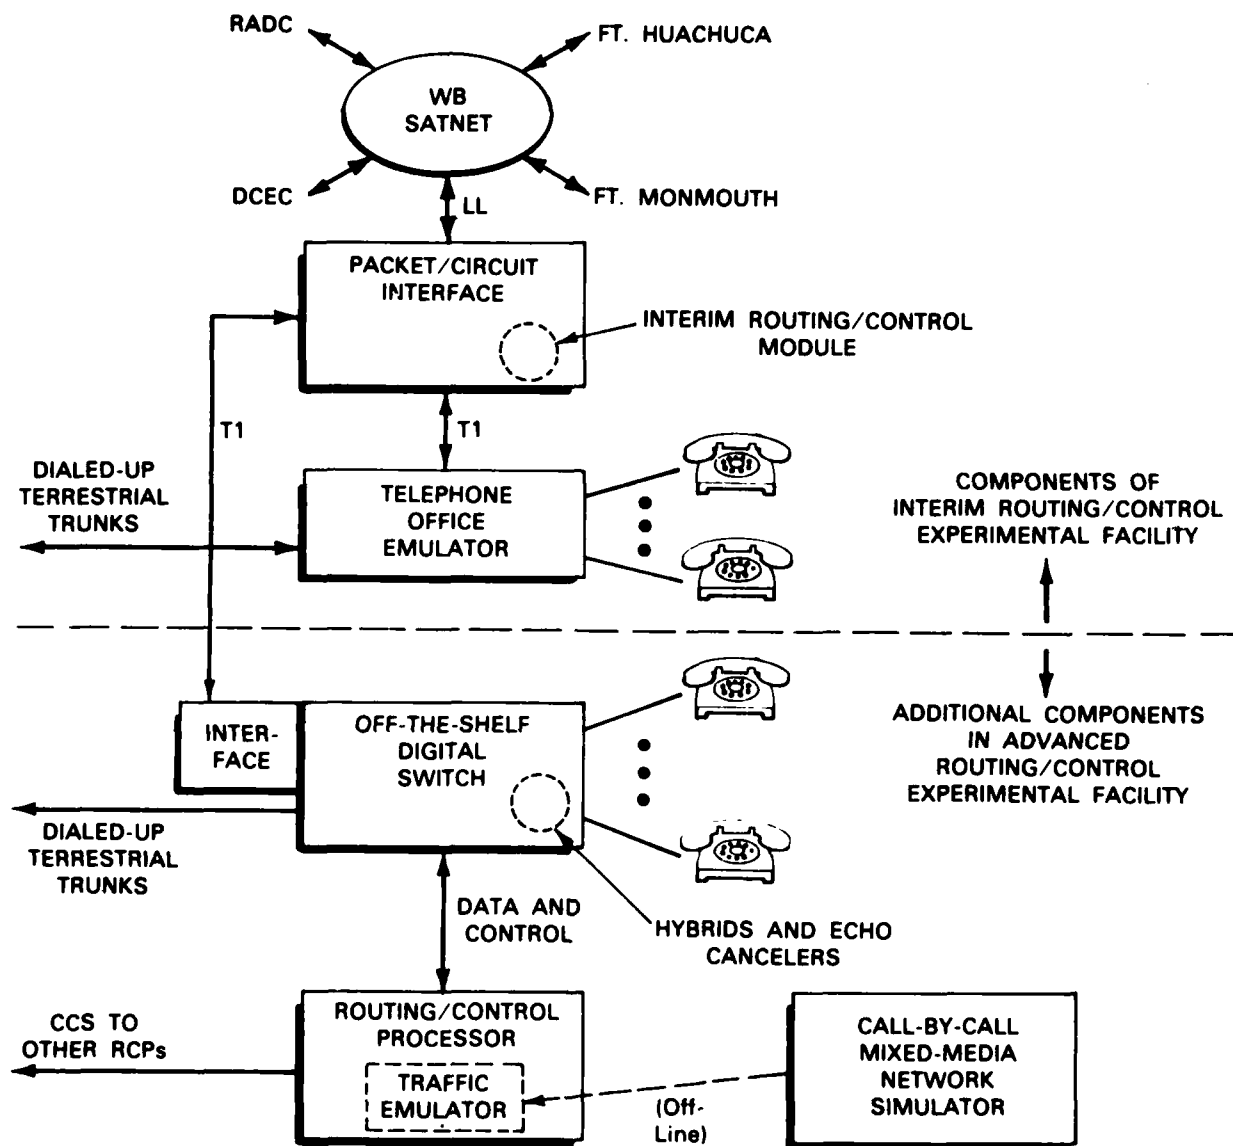 RADC
FT. HUACHUCA
WB
SATNET
DCEC
FT. MONMOUTH
LL
PACKET/CIRCUIT
INTERFACE
INTERIM ROUTING/CONTROL
MODULE
T1
T1
DIALED-UP
TERRESTRIAL
TRUNKS
TELEPHONE
OFFICE
EMULATOR
COMPONENTS OF
INTERIM ROUTING/CONTROL
EXPERIMENTAL FACILITY
INTER-
FACE
OFF-THE-SHELF
DIGITAL
SWITCH
ADDITIONAL COMPONENTS
IN ADVANCED
ROUTING/CONTROL
EXPERIMENTAL FACILITY
DIALED-UP
TERRESTRIAL
TRUNKS
DATA AND
CONTROL
HYBRIDS AND ECHO
CANCELERS
CCS TO
OTHER RCPs
ROUTING/CONTROL
PROCESSOR
TRAFFIC
EMULATOR
(Off-
Line)
CALL-BY-CALL
MIXED-MEDIA
NETWORK
SIMULATOR